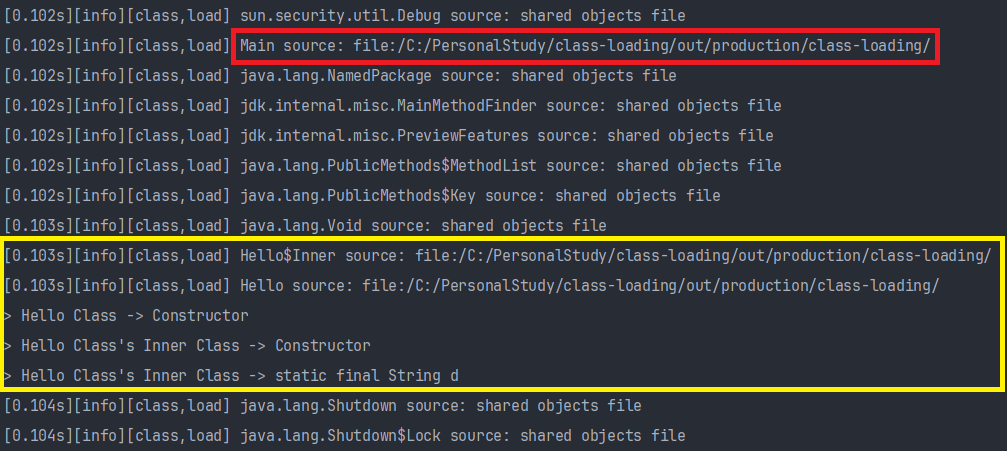 [0.102s][info][class,load] sun.security.util.Debug source: shared objects file
[0.102s][info][class,load] Main source: file:/C:/PersonalStudy/class-loading/out/production/class-loading/
[0.102s][info][class,load] java.lang.NamedPackage source: shared objects file
[0.102s][info][class,load] jdk.internal.misc.MainMethodFinder source: shared objects file
[0.102s][info][class,load] jdk.internal.misc.PreviewFeatures source: shared objects file
[0.102s][info][class,load] java.lang.PublicMethods$MethodList source: shared objects file
[0.102s][info][class,load] java.lang.PublicMethods$Key source: shared objects file
[0.103s][info][class,load] java.lang.Void source: shared objects file
[0.103s][info][class,load] Hello$Inner source: file:/C:/PersonalStudy/class-loading/out/production/class-loading/
[0.103s][info][class,load] Hello source: file:/C:/PersonalStudy/class-loading/out/production/class-loading/
> Hello Class -> Constructor
> Hello Class's Inner Class -> Constructor
> Hello Class's Inner Class -> static final String d
[0.104s][info][class,load] java.lang.Shutdown source: shared objects file
[0.104s][info][class,load] java.lang.Shutdown$Lock source: shared objects file